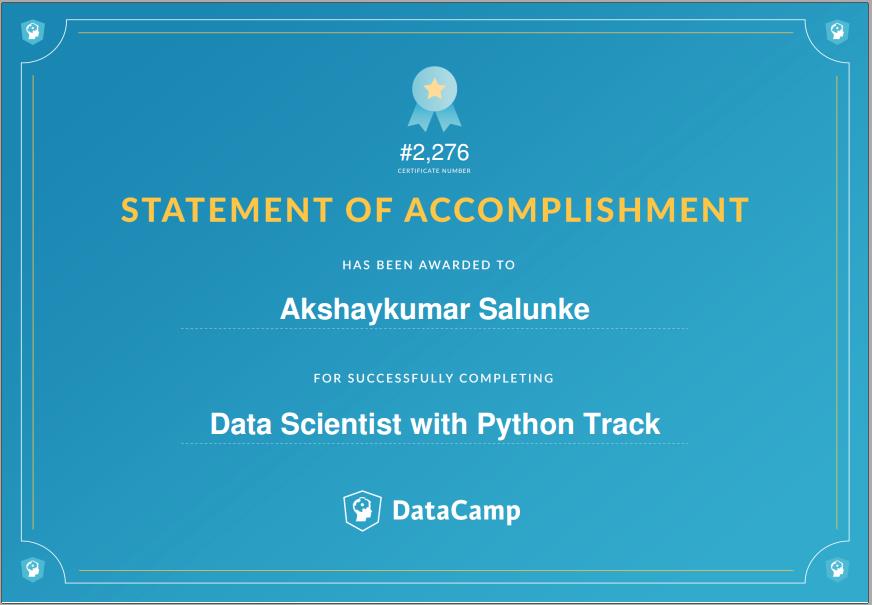 #2,276
CERTIFICATE NUMBER
STATEMENT OF ACCOMPLISHMENT
HAS BEEN AWARDED TO
Akshaykumar Salunke
FOR SUCCESSFULLY COMPLETING
Data Scientist with Python Track
DataCamp